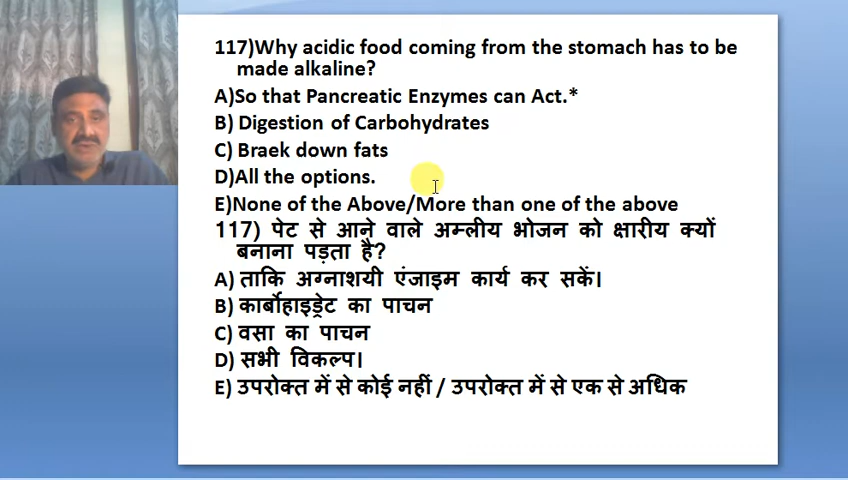 117)Why acidic food coming from the stomach has to be
made alkaline?
A)So that Pancreatic Enzymes can Act.*
B) Digestion of Carbohydrates
C) Braek down fats
D)All the options.
E)None of the Above/More than one of the above
117) पेट से आने वाले अम्लीय भोजन को क्षारीय क्यों
बनाना पड़ता है?
A) ताकि अग्नाशयी एंजाइम कार्य कर सकें।
B) कार्बोहाइड्रेट का पाचन
C) वसा का पाचन
D) सभी विकल्प।
E) उपरोक्त में से कोई नहीं / उपरोक्त में से एक से अधिक